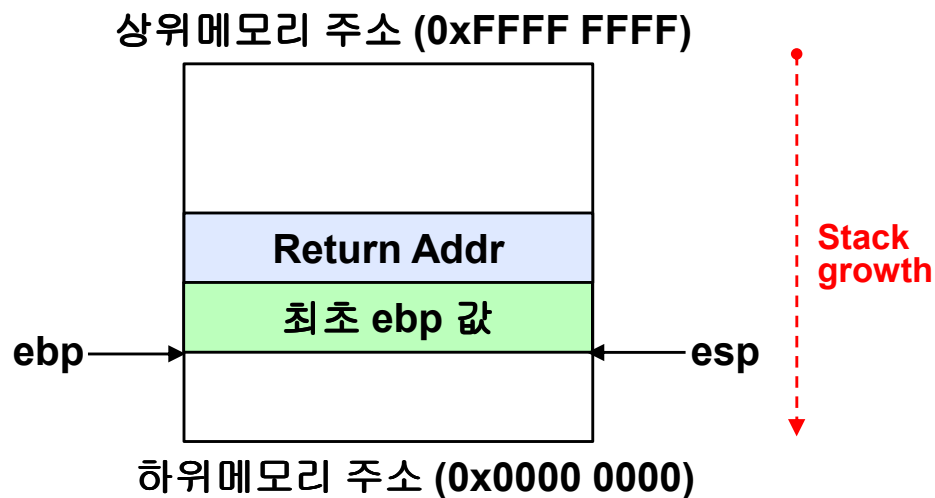 상위메모리 주소 (0xFFFF FFFF)
Return Addr
Stack
growth
최초 ebp 값
ebp
esp
하위메모리 주소 (0x0000 0000)